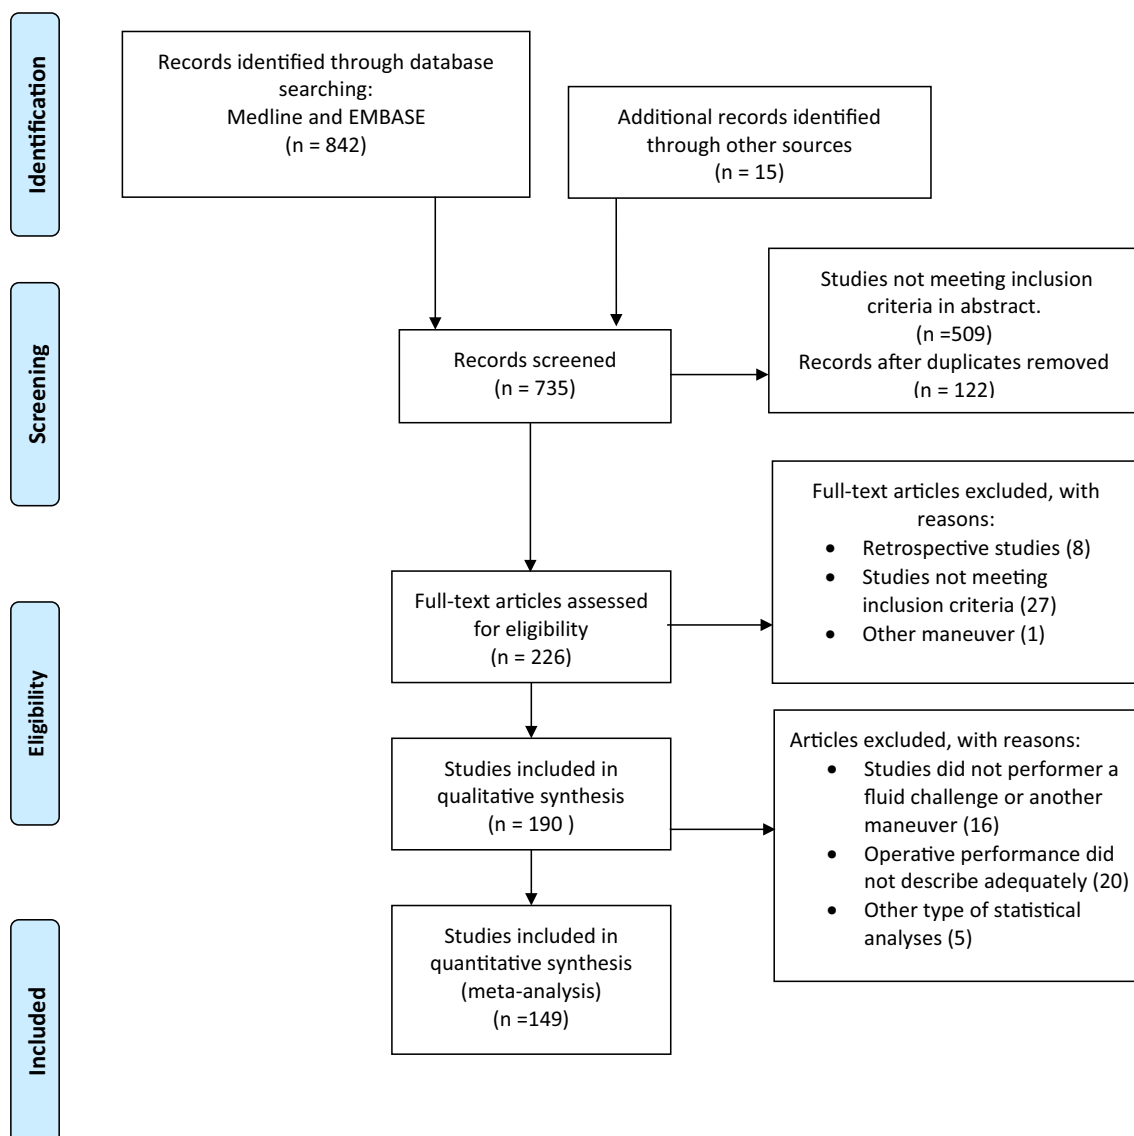 Identification
Records identified through database
searching:
Medline and EMBASE
(n = 842)
Additional records identified
through other sources
(n = 15)
Screening
Records screened
(n = 735)
Studies not meeting inclusion
criteria in abstract.
(n =509)
Records after duplicates removed
(n = 122)
Eligibility
Full-text articles assessed
for eligibility
(n = 226)
Full-text articles excluded, with
reasons:
• Retrospective studies (8)
• Studies not meeting
inclusion criteria (27)
• Other maneuver (1)
Studies included in
qualitative synthesis
(n = 190 )
Articles excluded, with reasons:
• Studies did not performer a
fluid challenge or another
maneuver (16)
• Operative performance did
not describe adequately (20)
• Other type of statistical
analyses (5)
Included
Studies included in
quantitative synthesis
(meta-analysis)
(n =149)